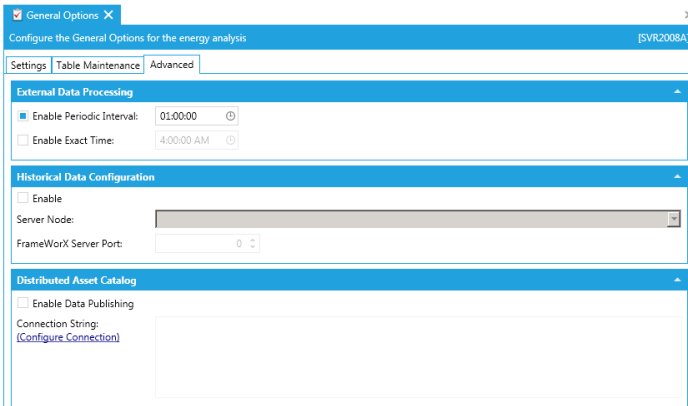 General Options
Configure the General Options for the energy analysis [SVR2008A]
Settings Table Maintenance Advanced
External Data Processing
Enable Periodic Interval: 01:00:00
Enable Exact Time: 4:00:00 AM
Historical Data Configuration
Enable
Server Node:
FrameWorX Server Port: 0
Distributed Asset Catalog
Enable Data Publishing
Connection String:
(Configure Connection)